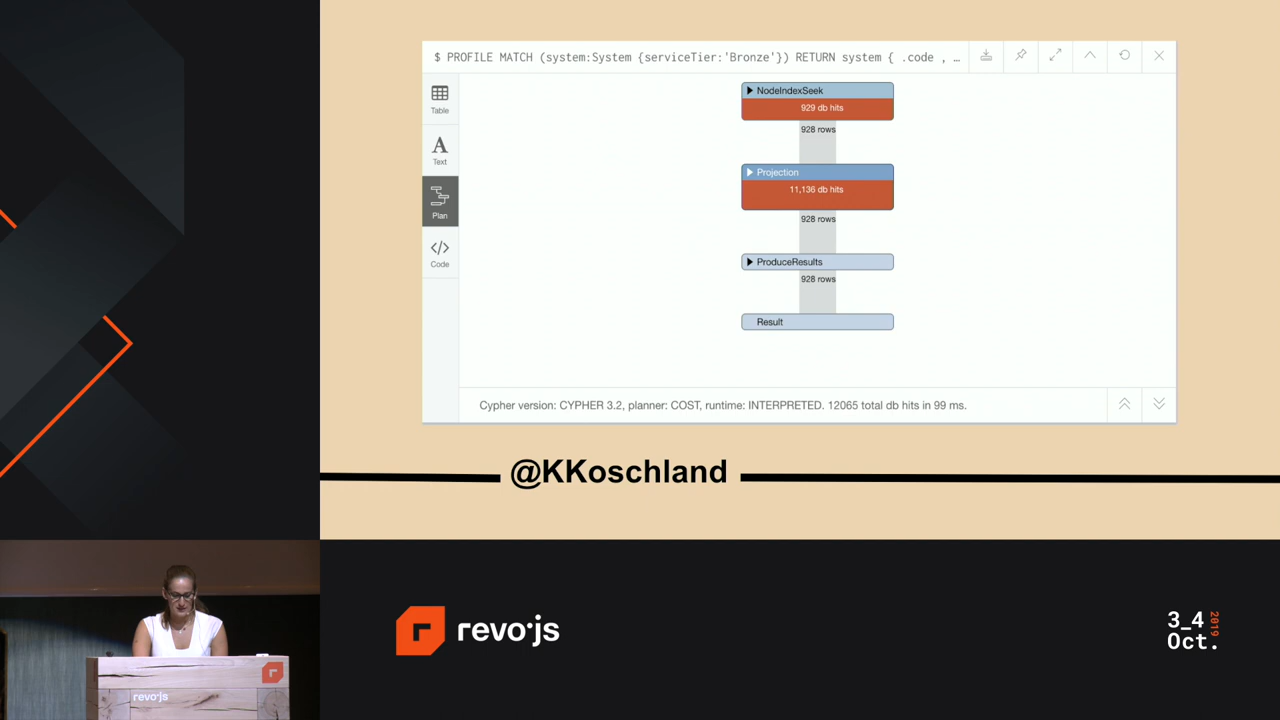 $ PROFILE MATCH (system:System {serviceTier:'Bronze'}) RETURN system { .code , …
Table
Text
Plan
Code
NodeIndexSeek
929 db hits
928 rows
Projection
11,136 db hits
928 rows
ProduceResults
928 rows
Result
Cypher version: CYPHER 3.2, planner: COST, runtime: INTERPRETED. 12065 total db hits in 99 ms.
@KKoschland
revo.js
3_4 2019
Oct.
revo.js